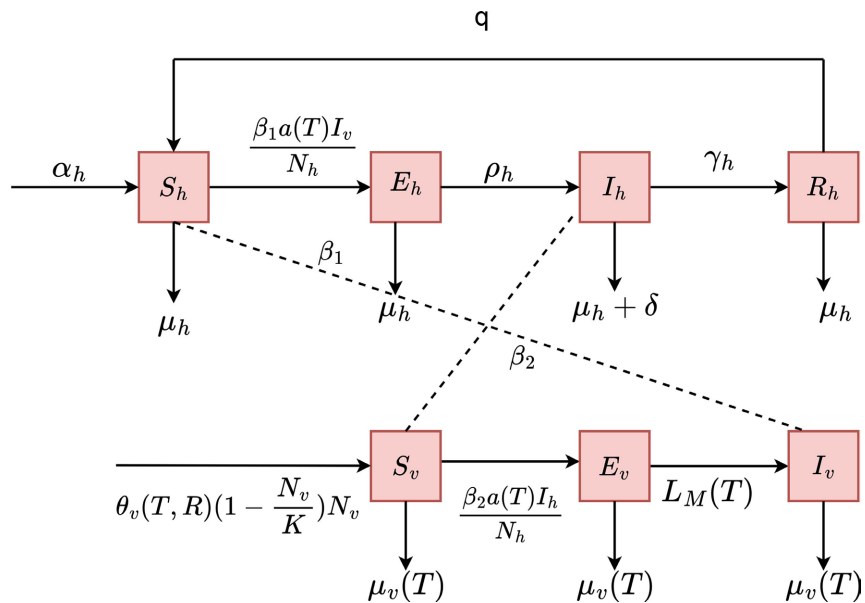 q
α_h
β_1 a(T) I_v / N_h
ρ_h
γ_h
S_h
E_h
I_h
R_h
β_1
μ_h
μ_h
μ_h + δ
μ_h
β_2
S_v
E_v
I_v
θ_v(T, R)(1 − N_v / K)N_v
β_2 a(T) I_h / N_h
L_M(T)
μ_v(T)
μ_v(T)
μ_v(T)